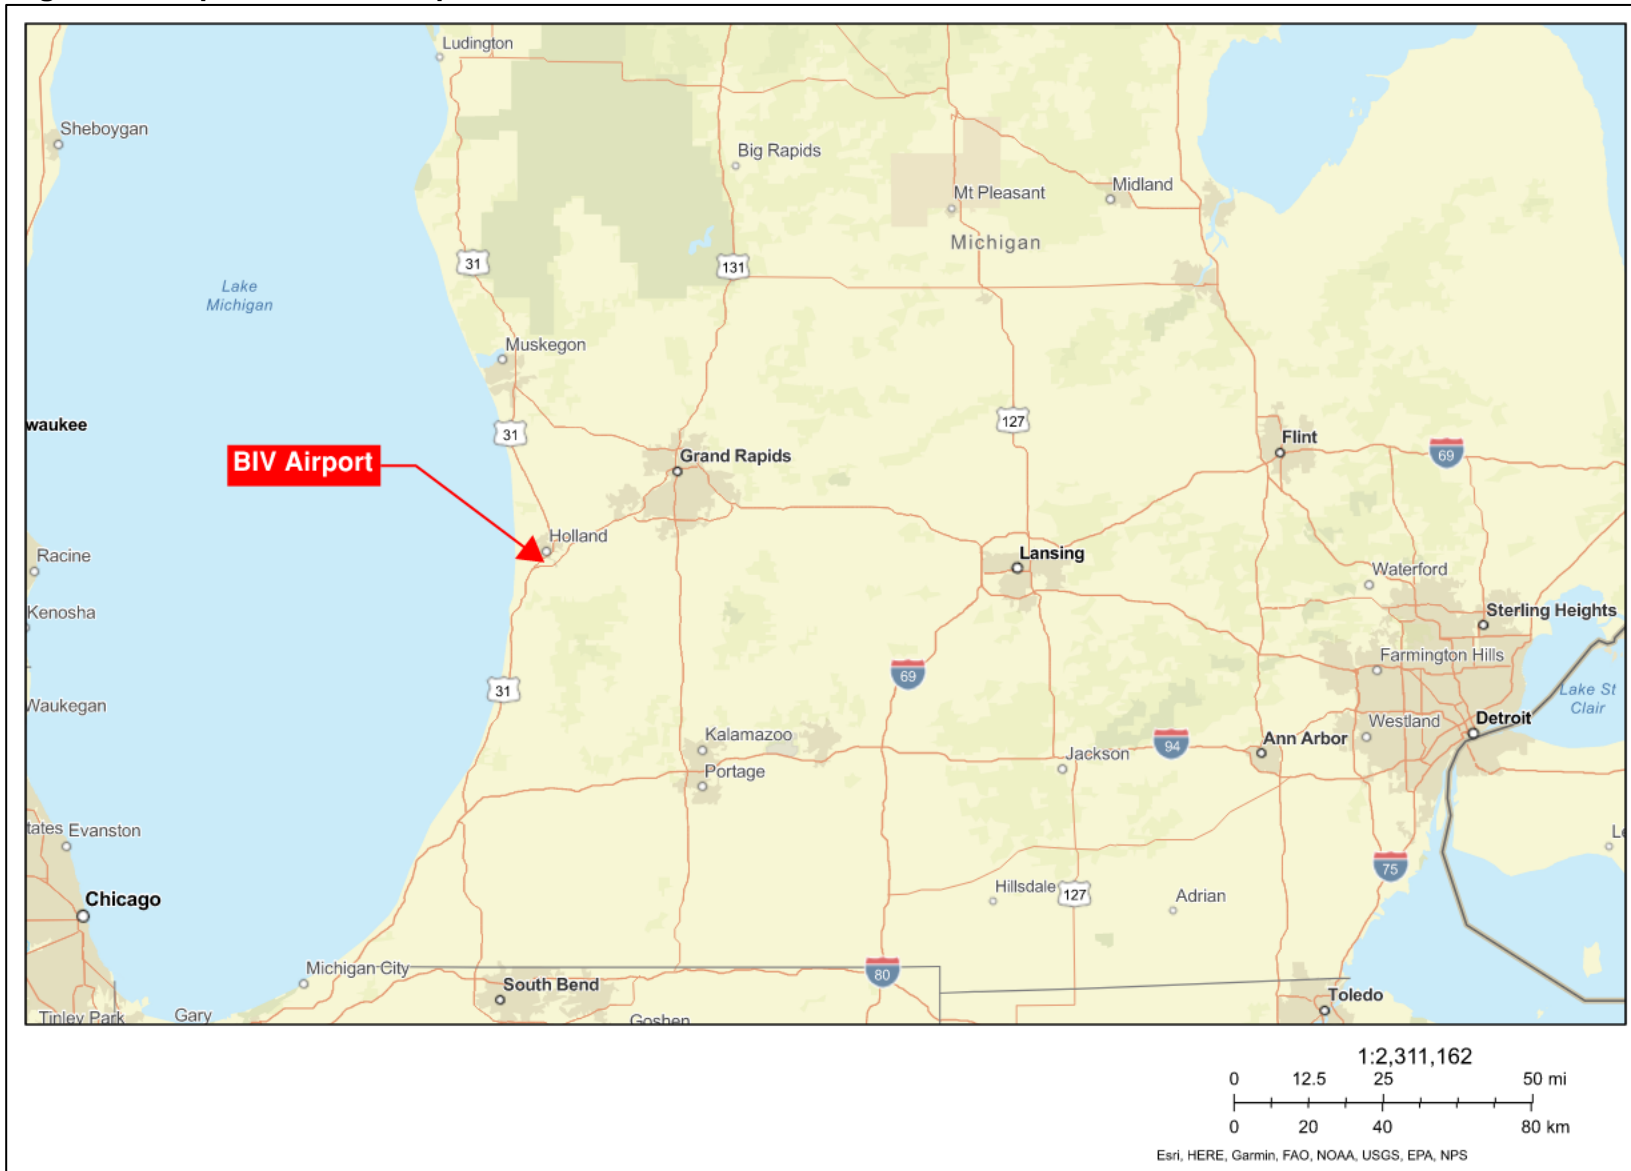 Ludington
Sheboygan
Big Rapids
Mt Pleasant
Midland
Michigan
31
131
Lake
Michigan
Muskegon
waukee
31
127
Flint
69
BIV Airport
Grand Rapids
Holland
Lansing
Racine
Waterford
Kenosha
Sterling Heights
Farmington Hills
69
31
Lake St
Clair
Waukegan
Westland
Detroit
Kalamazoo
94
Ann Arbor
Jackson
Portage
tates Evanston
75
Hillsdale
127
Adrian
Chicago
Michigan City
80
South Bend
Toledo
Tinley Park
Gary
Goshen
1:2,311,162
0 12.5 25 50 mi
0 20 40 80 km
Esri, HERE, Garmin, FAO, NOAA, USGS, EPA, NPS